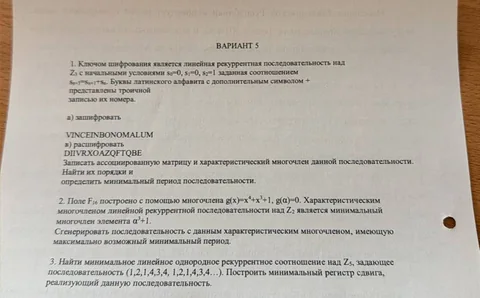 ВАРИАНТ 5
1. Ключом шифрования является линейная рекуррентная последовательность над
Z₃ с начальными условиями s₀=0, s₁=0, s₂=1 заданная соотношением
Буквы латинского алфавита с дополнительным символом +
представлены троичной
записью их номера.
а) зашифровать
VINCEINBONOMALUM
в) расшифровать
DIIVRXOAZQFTQBE
Записать ассоциированную матрицу и характеристический многочлен данной последовательности.
Найти их порядки и
определить минимальный период последовательности.
2. Поле F₁₆ построено с помощью многочлена g(x)=x⁴+x³+1, g(α)=0. Характеристическим
многочленом линейной рекуррентной последовательности над Z₂ является минимальный
многочлен элемента α³+1.
Сгенерировать последовательность с данным характеристическим многочленом, имеющую
максимально возможный минимальный период.
3. Найти минимальное линейное однородное рекуррентное соотношение над Z₅, задающее
последовательность (1,2,1,4,3,4, 1,2,1,4,3,4…). Построить минимальный регистр сдвига,
реализующий данную последовательность.